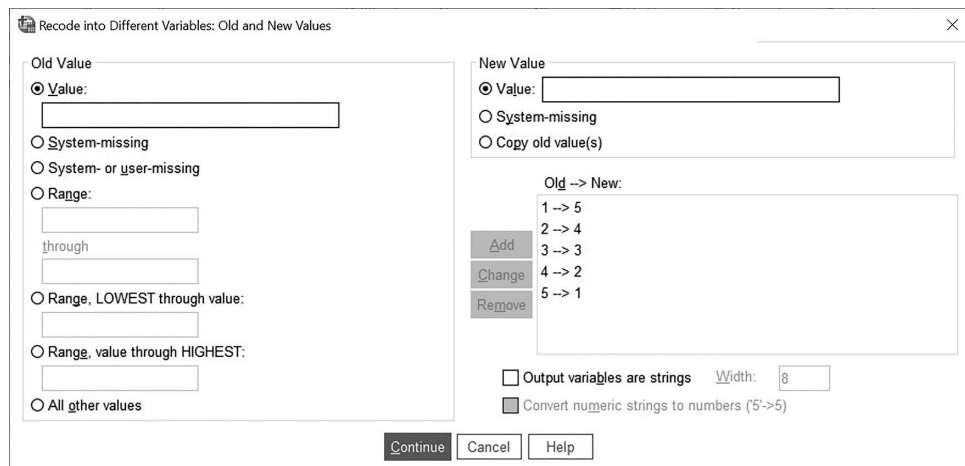 Recode into Different Variables: Old and New Values
Old Value
Value:
System-missing
System- or user-missing
Range:
through
Range, LOWEST through value:
Range, value through HIGHEST:
All other values
New Value
Value:
System-missing
Copy old value(s)
Old --> New:
1 --> 5
2 --> 4
3 --> 3
4 --> 2
5 --> 1
Add
Change
Remove
Output variables are strings Width: 8
Convert numeric strings to numbers ('5'->5)
Continue Cancel Help